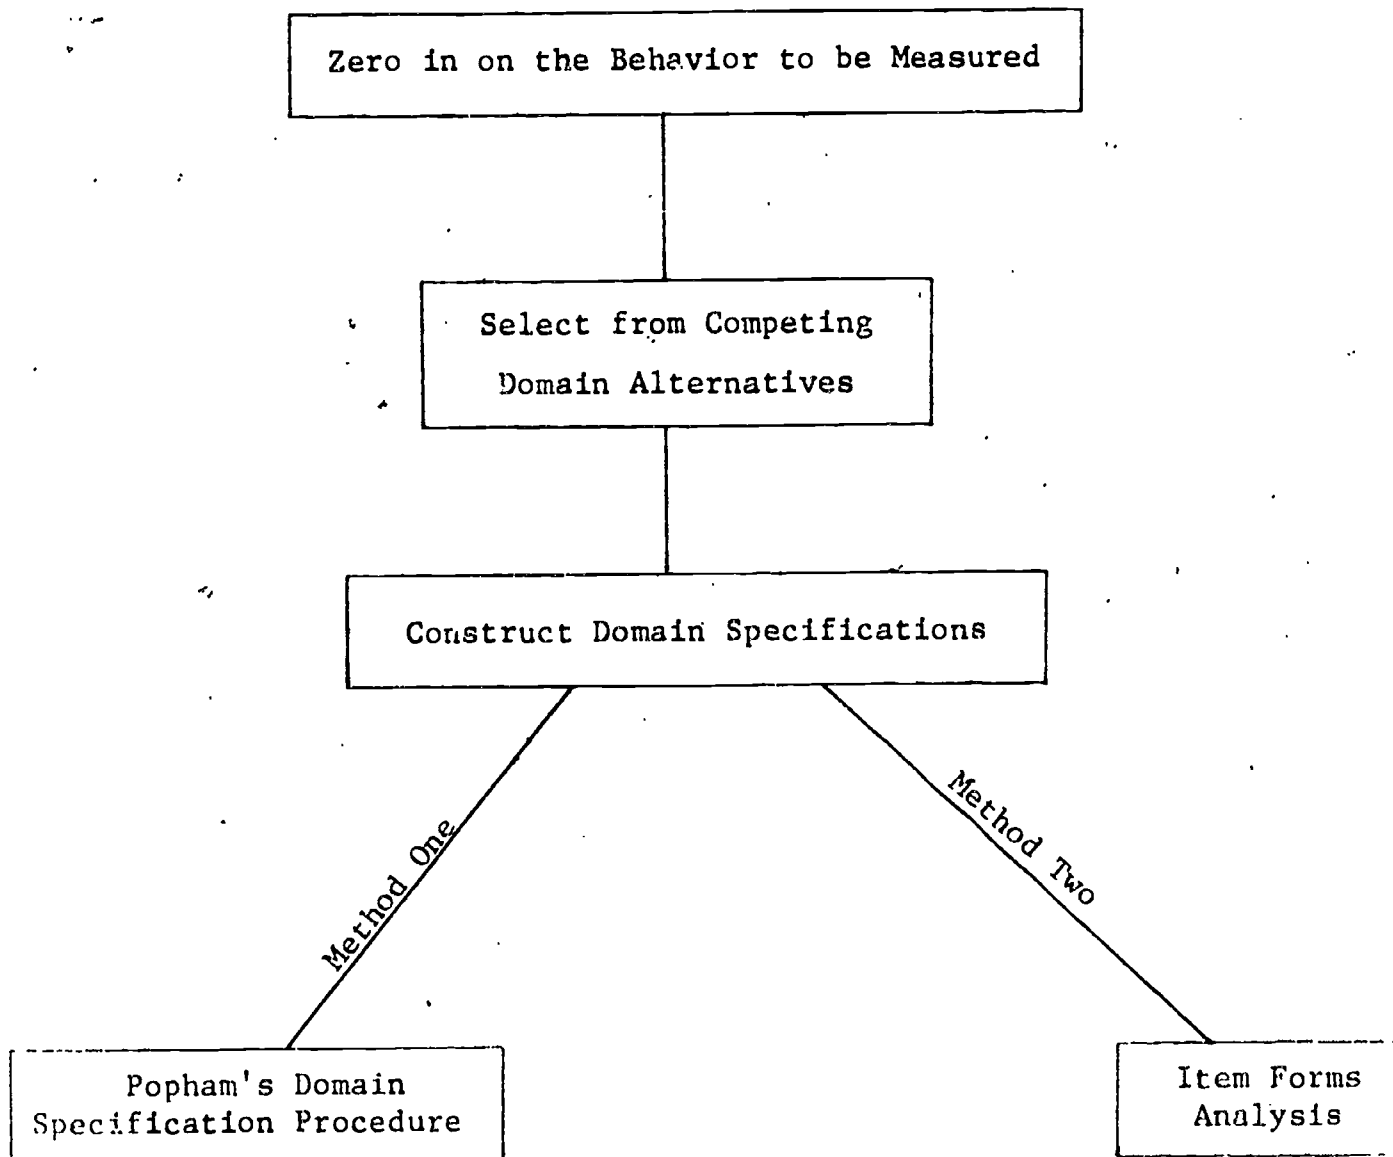 Zero in on the Behavior to be Measured
Select from Competing
Domain Alternatives
Construct Domain Specifications
Method One
Method Two
Popham's Domain
Specification Procedure
Item Forms
Analysis